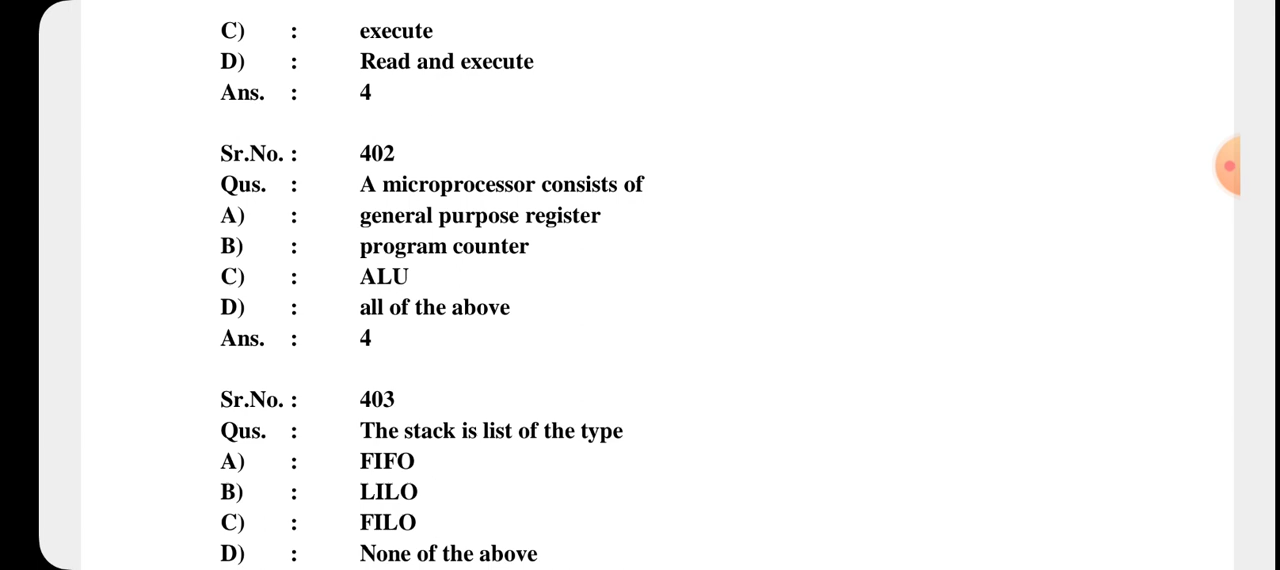 C) : execute
D) : Read and execute
Ans. : 4
Sr.No. : 402
Qus. : A microprocessor consists of
A) : general purpose register
B) : program counter
C) : ALU
D) : all of the above
Ans. : 4
Sr.No. : 403
Qus. : The stack is list of the type
A) : FIFO
B) : LILO
C) : FILO
D) : None of the above